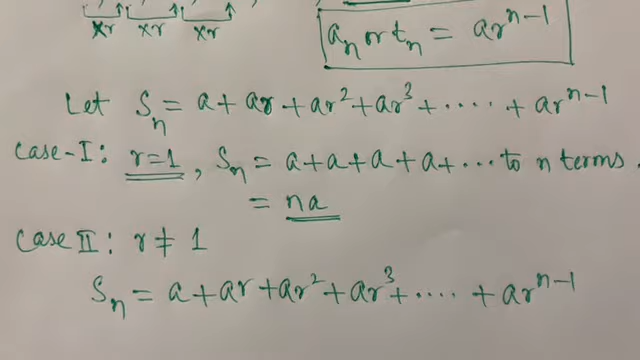 ×r ×r ×r
aₙ or tₙ = arⁿ⁻¹
Let Sₙ = a + ar + ar² + ar³ + ..... + arⁿ⁻¹
Case-I: r=1, Sₙ = a+a+a+a+... to n terms.
= na
Case II: r ≠ 1
Sₙ = a + ar + ar² + ar³ + ..... + arⁿ⁻¹